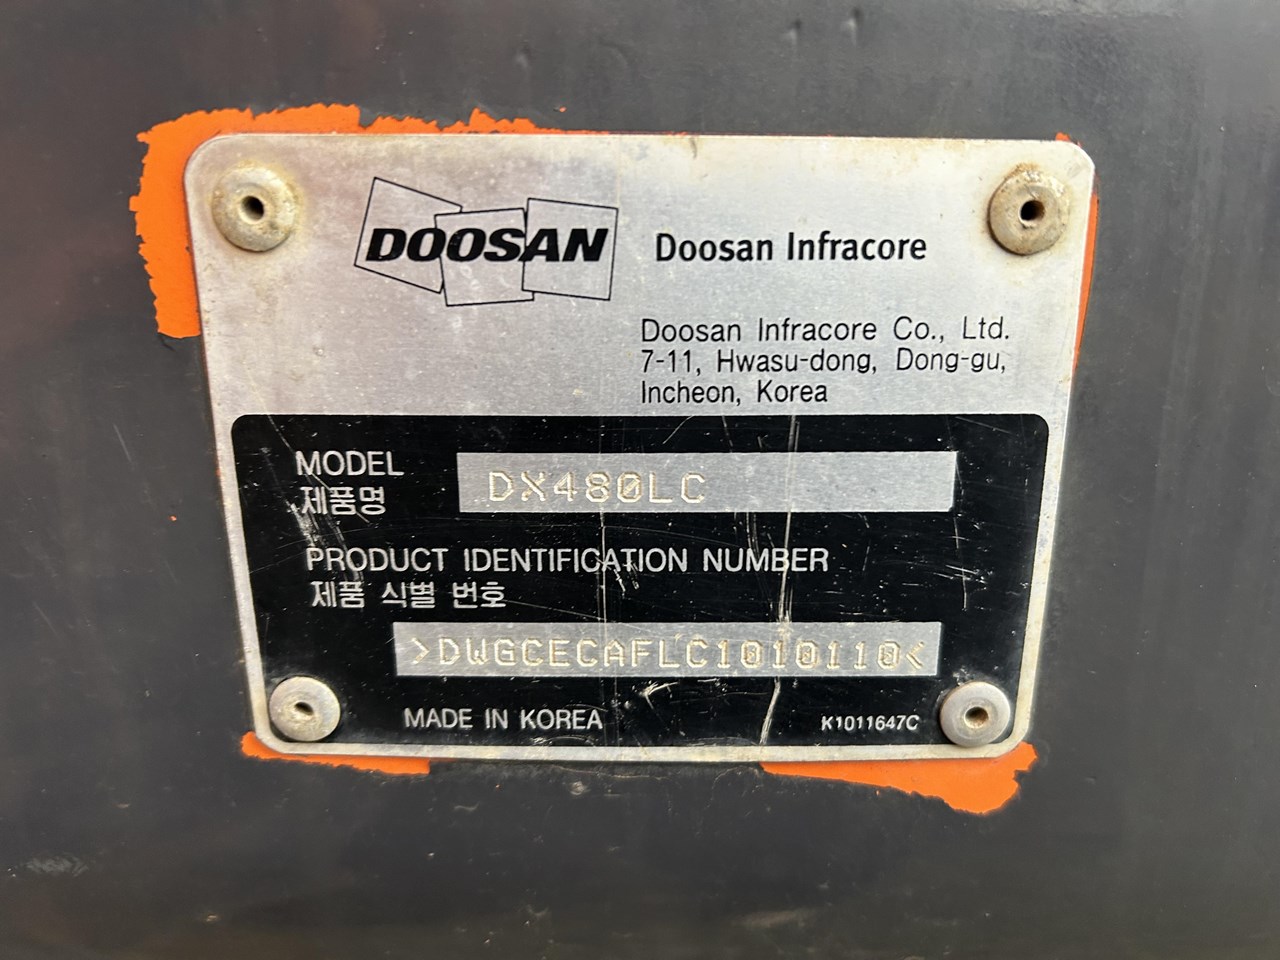 DOOSAN Doosan Infracore
Doosan Infracore Co., Ltd.
7-11, Hwasu-dong, Dong-gu,
Incheon, Korea
MODEL DX480LC
제품명
PRODUCT IDENTIFICATION NUMBER
제품 식별 번호
>DWGCECAFLC1010110<
MADE IN KOREA K1011647C